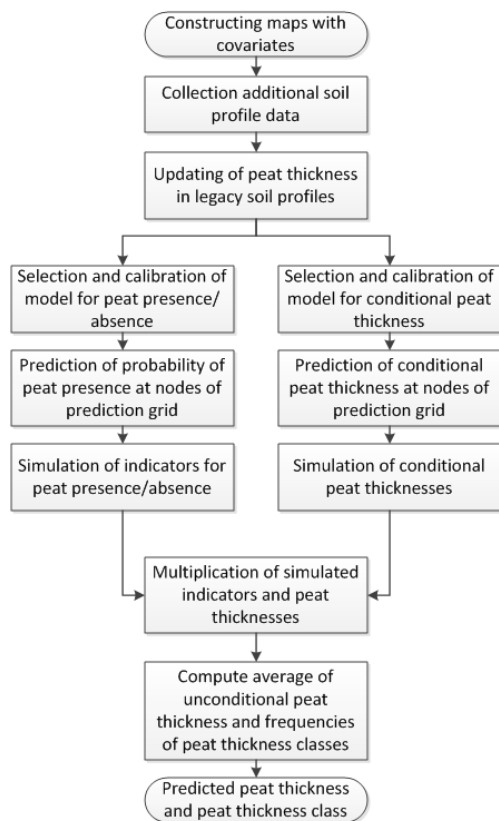 Constructing maps with
covariates
Collection additional soil
profile data
Updating of peat thickness
in legacy soil profiles
Selection and calibration of
model for peat presence/
absence
Selection and calibration of
model for conditional peat
thickness
Prediction of probability of
peat presence at nodes of
prediction grid
Prediction of conditional
peat thickness at nodes of
prediction grid
Simulation of indicators for
peat presence/absence
Simulation of conditional
peat thicknesses
Multiplication of simulated
indicators and peat
thicknesses
Compute average of
unconditional peat
thickness and frequencies
of peat thickness classes
Predicted peat thickness
and peat thickness class